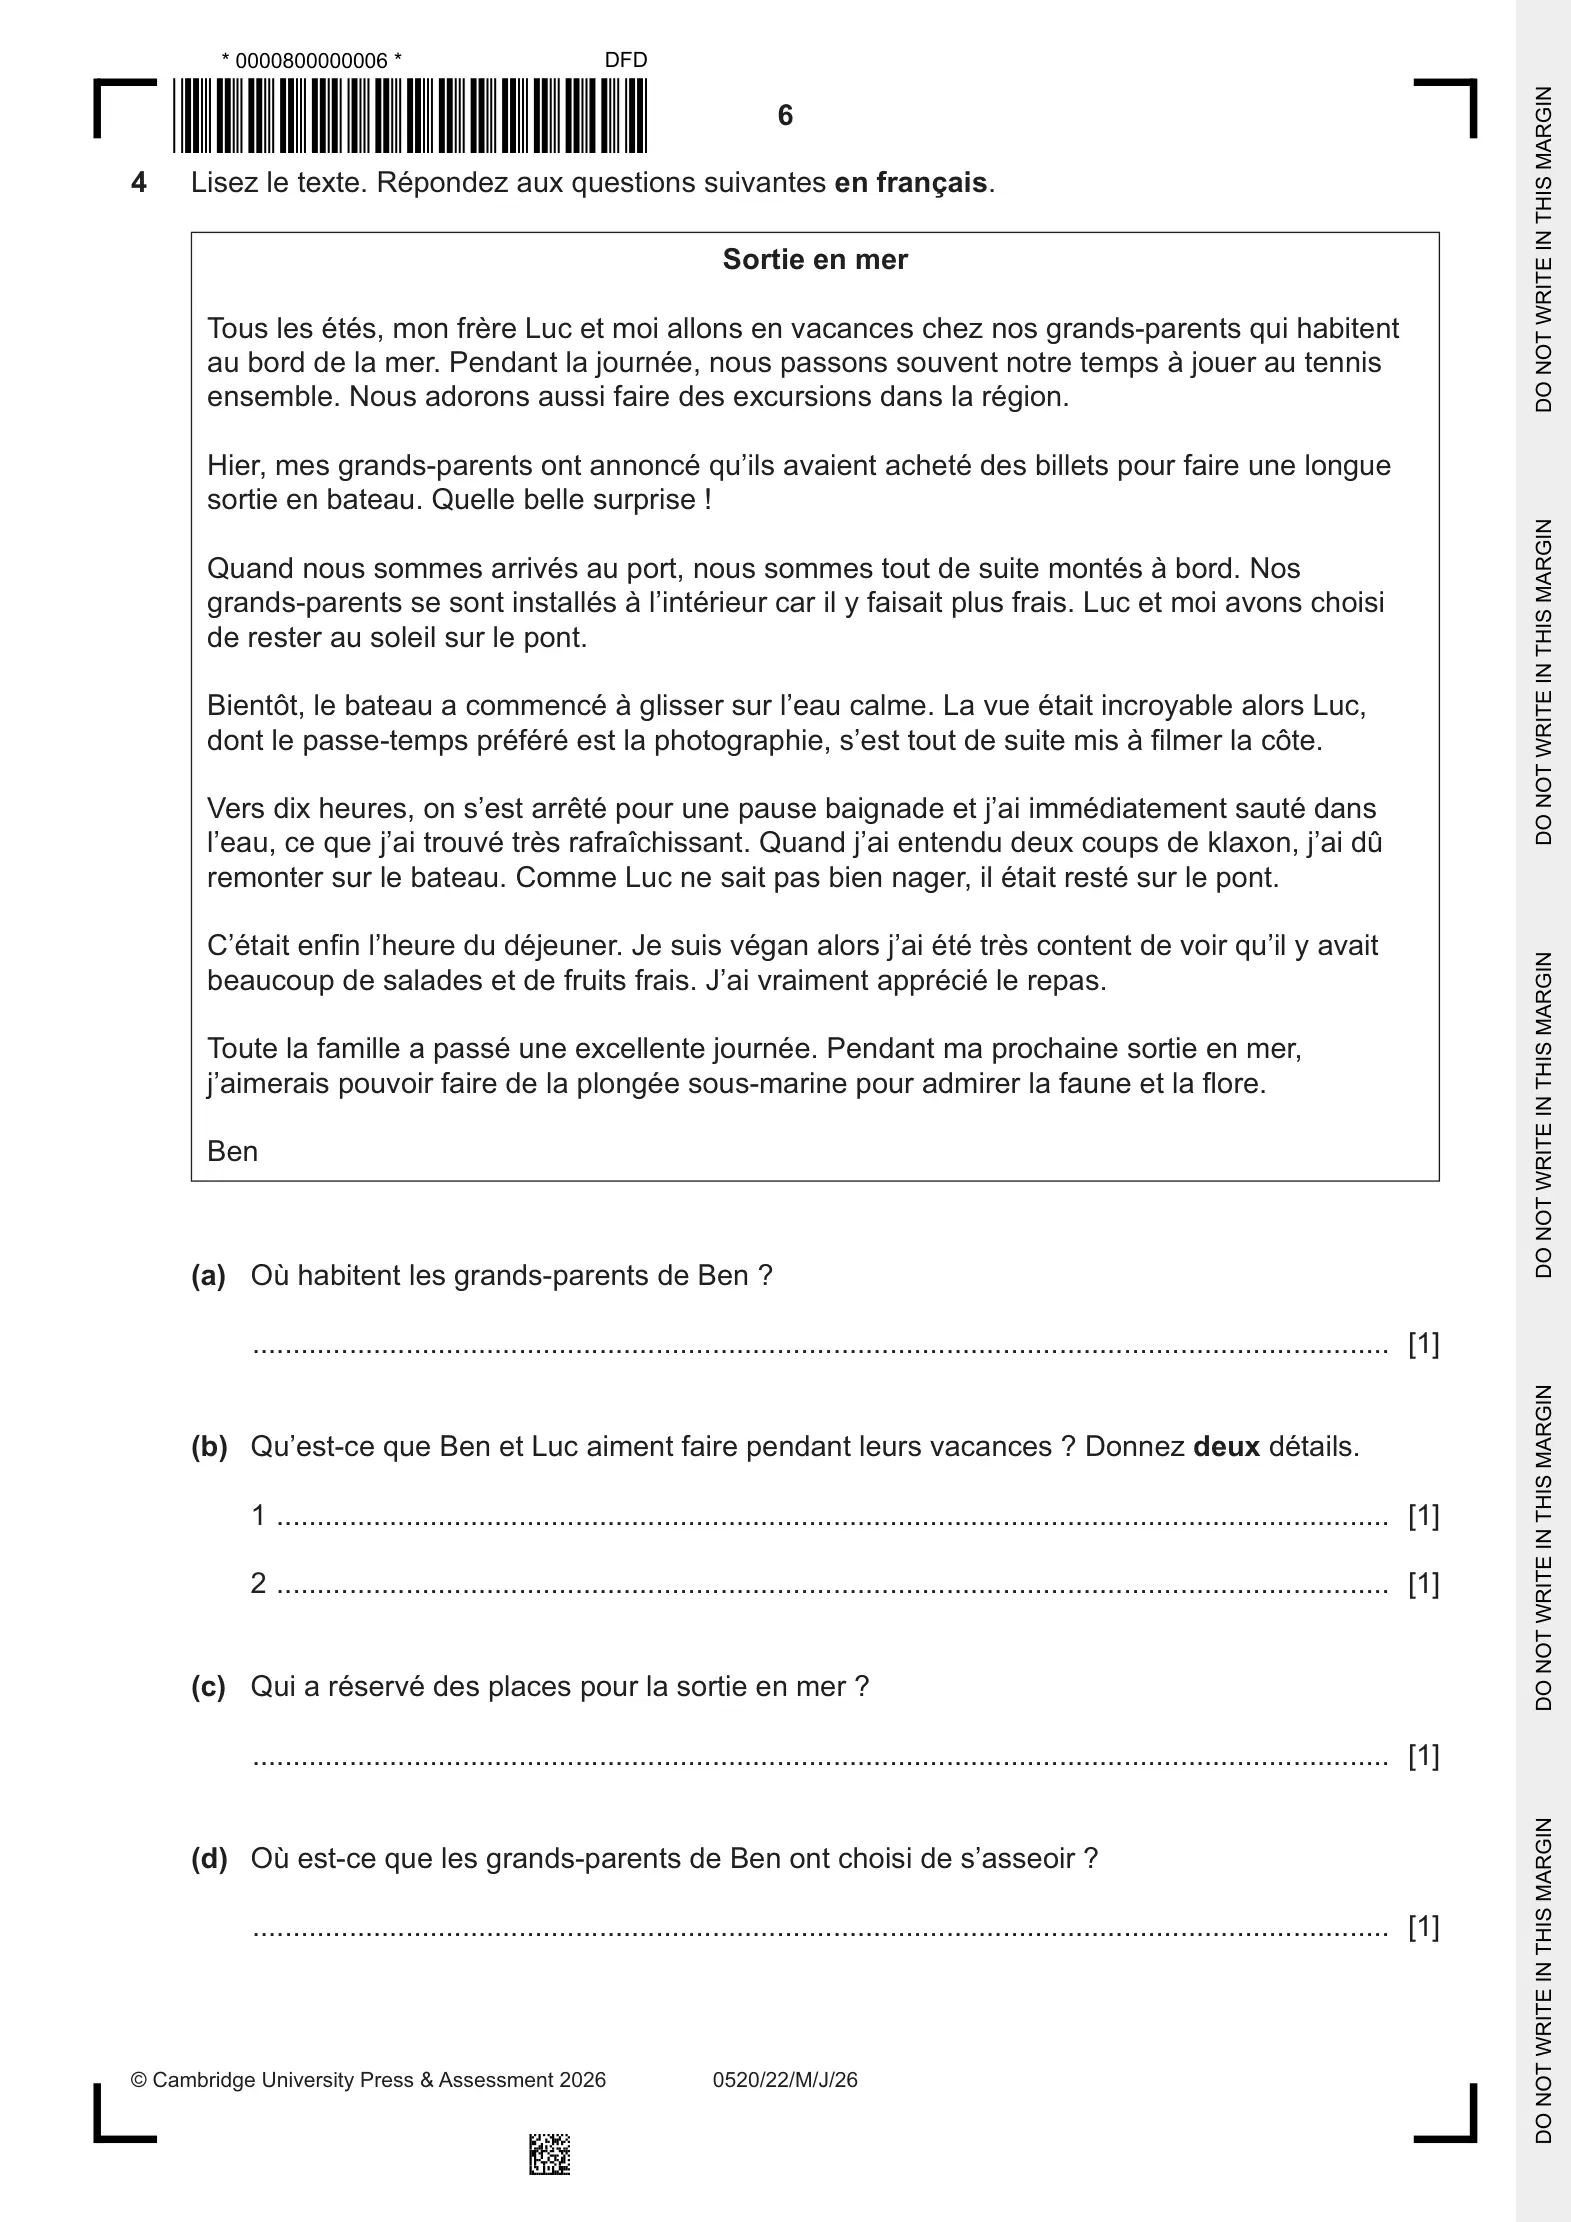 * 0000800000006 *
DFD
6
4 Lisez le texte. Répondez aux questions suivantes en français.
Sortie en mer
Tous les étés, mon frère Luc et moi allons en vacances chez nos grands-parents qui habitent
au bord de la mer. Pendant la journée, nous passons souvent notre temps à jouer au tennis
ensemble. Nous adorons aussi faire des excursions dans la région.
Hier, mes grands-parents ont annoncé qu’ils avaient acheté des billets pour faire une longue
sortie en bateau. Quelle belle surprise !
Quand nous sommes arrivés au port, nous sommes tout de suite montés à bord. Nos
grands-parents se sont installés à l’intérieur car il y faisait plus frais. Luc et moi avons choisi
de rester au soleil sur le pont.
Bientôt, le bateau a commencé à glisser sur l’eau calme. La vue était incroyable alors Luc,
dont le passe-temps préféré est la photographie, s’est tout de suite mis à filmer la côte.
Vers dix heures, on s’est arrêté pour une pause baignade et j’ai immédiatement sauté dans
l’eau, ce que j’ai trouvé très rafraîchissant. Quand j’ai entendu deux coups de klaxon, j’ai dû
remonter sur le bateau. Comme Luc ne sait pas bien nager, il était resté sur le pont.
C’était enfin l’heure du déjeuner. Je suis végan alors j’ai été très content de voir qu’il y avait
beaucoup de salades et de fruits frais. J’ai vraiment apprécié le repas.
Toute la famille a passé une excellente journée. Pendant ma prochaine sortie en mer,
j’aimerais pouvoir faire de la plongée sous-marine pour admirer la faune et la flore.
Ben
(a) Où habitent les grands-parents de Ben ?
[1]
(b) Qu’est-ce que Ben et Luc aiment faire pendant leurs vacances ? Donnez deux détails.
1 [1]
2 [1]
(c) Qui a réservé des places pour la sortie en mer ?
[1]
(d) Où est-ce que les grands-parents de Ben ont choisi de s’asseoir ?
[1]
© Cambridge University Press & Assessment 2026
0520/22/M/J/26
DO NOT WRITE IN THIS MARGIN
DO NOT WRITE IN THIS MARGIN
DO NOT WRITE IN THIS MARGIN
DO NOT WRITE IN THIS MARGIN
DO NOT WRITE IN THIS MARGIN